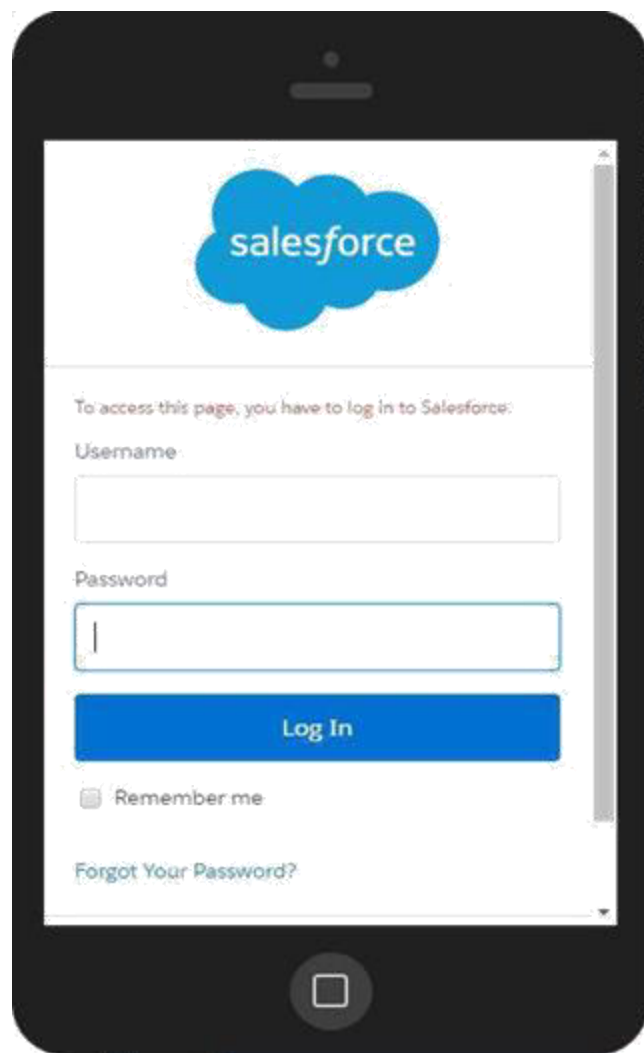 salesforce
To access this page, you have to log in to Salesforce.
Username
Password
Log In
Remember me
Forgot Your Password?